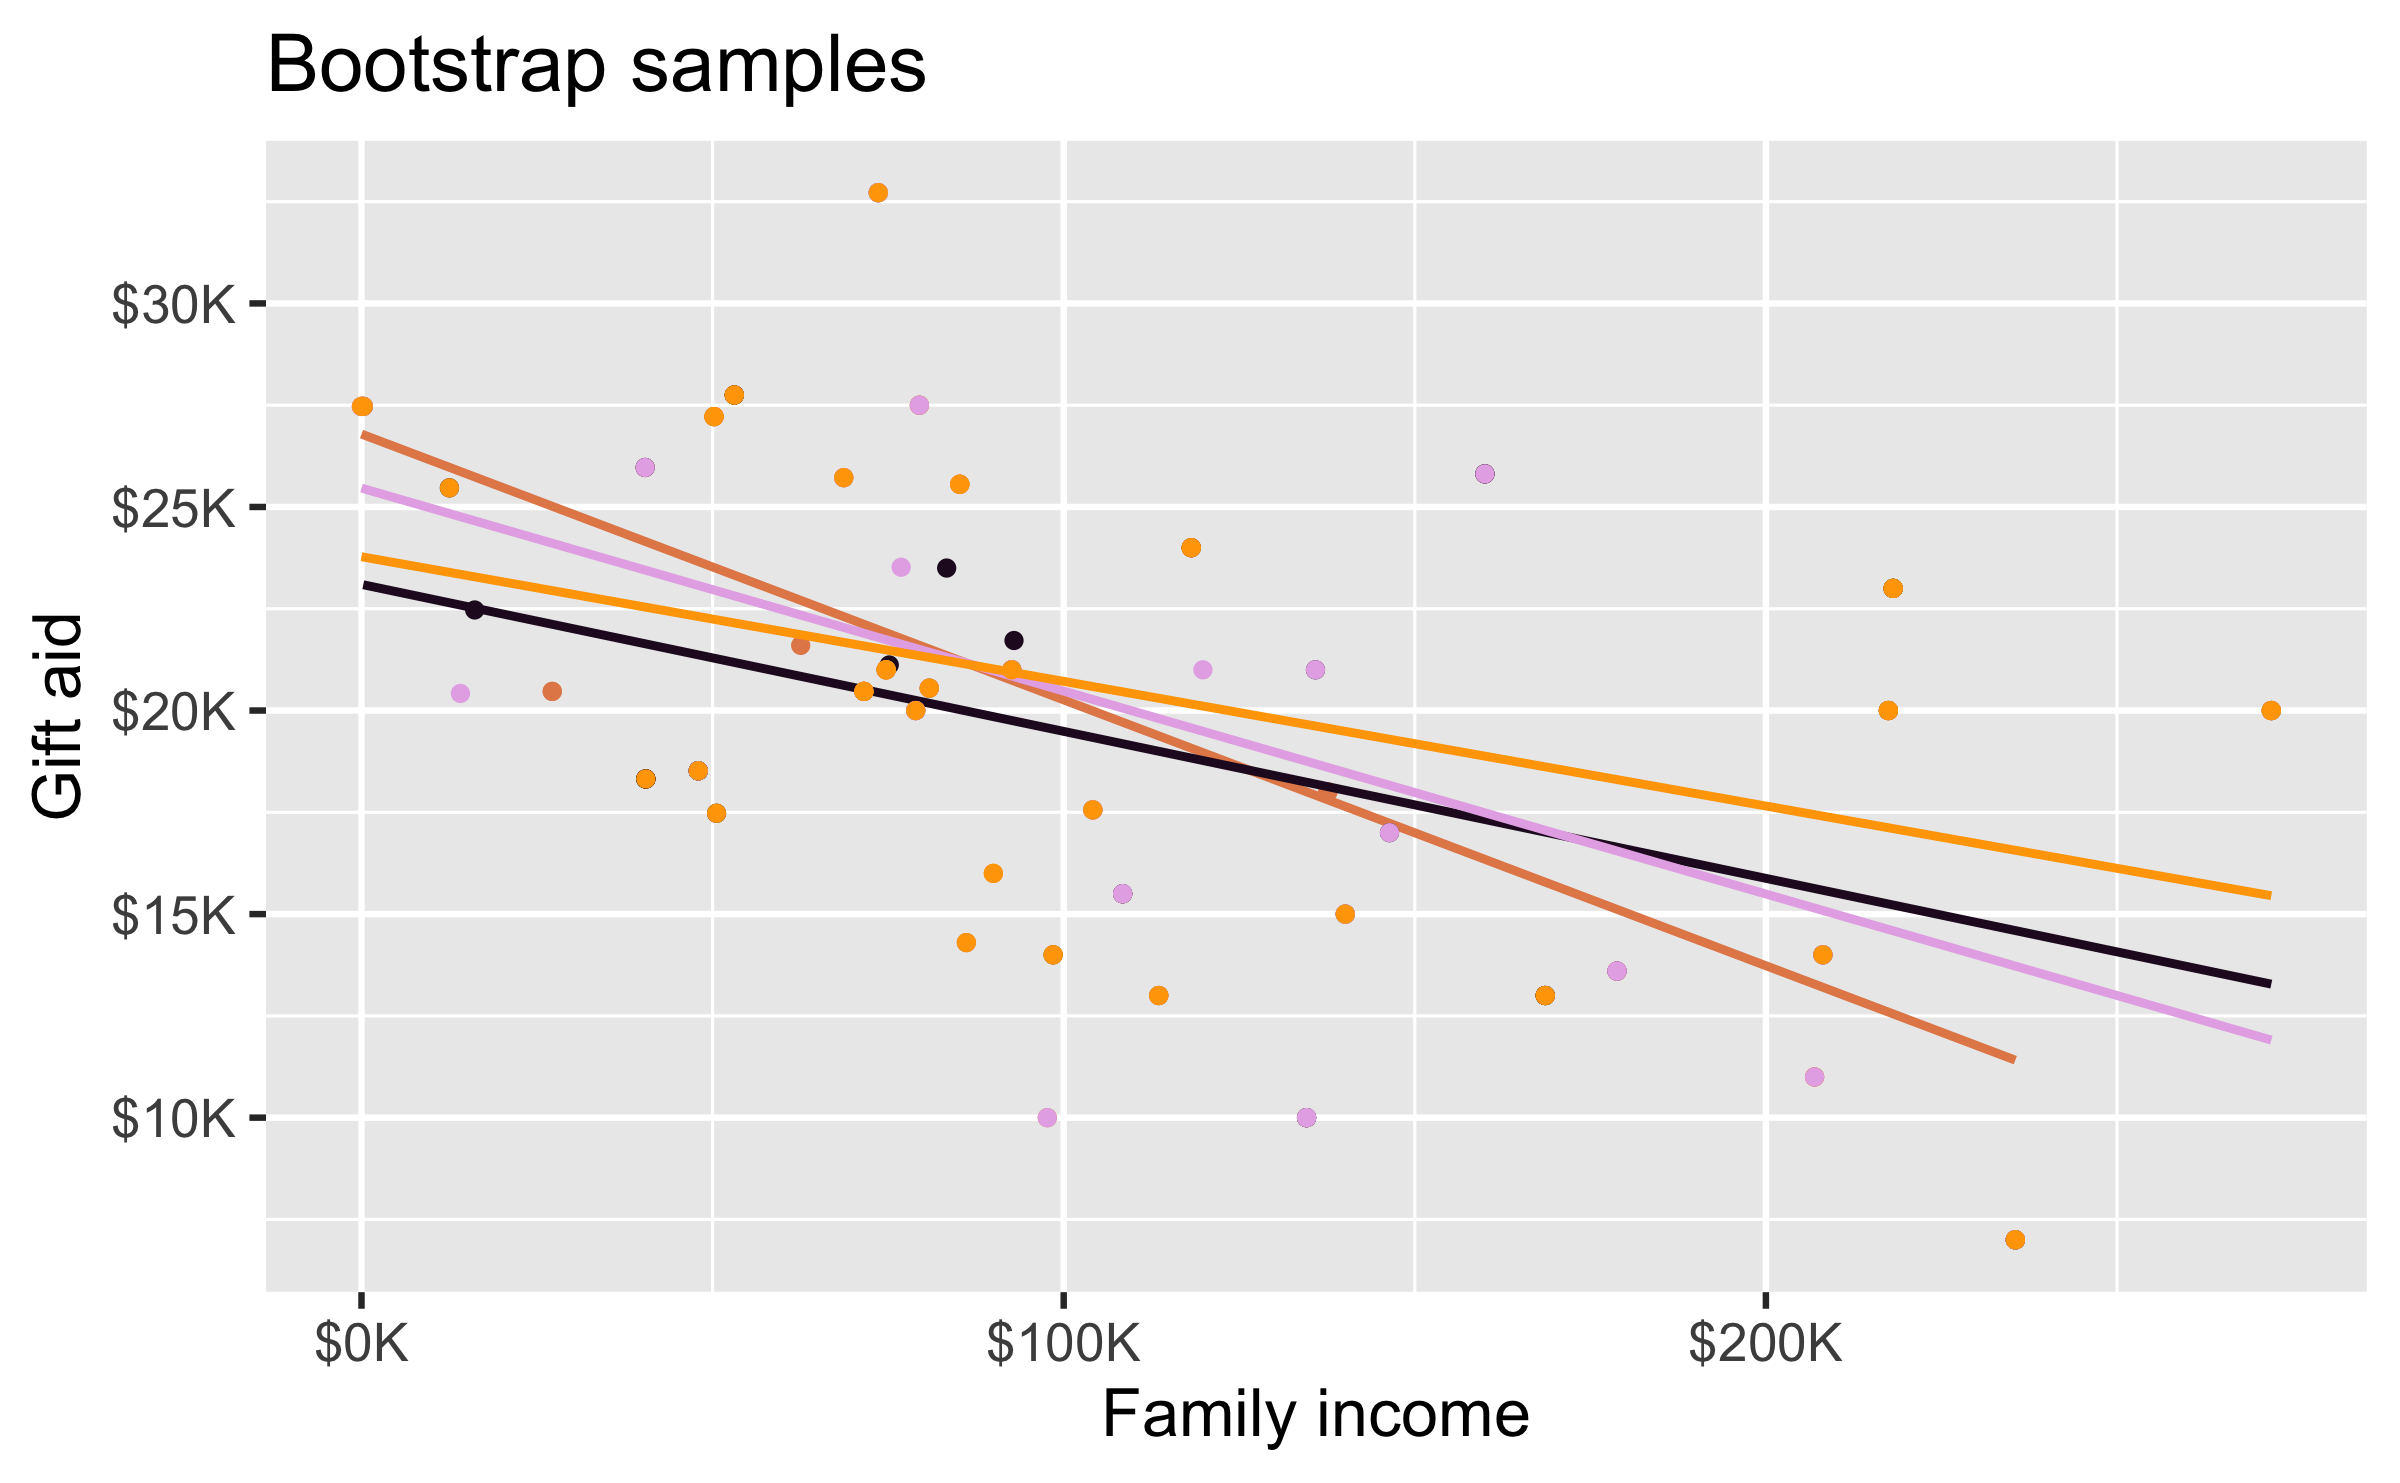 Bootstrap samples
$30K
$25K
$20K
$15K
$10K
Gift aid
$0K
$100K
$200K
Family income